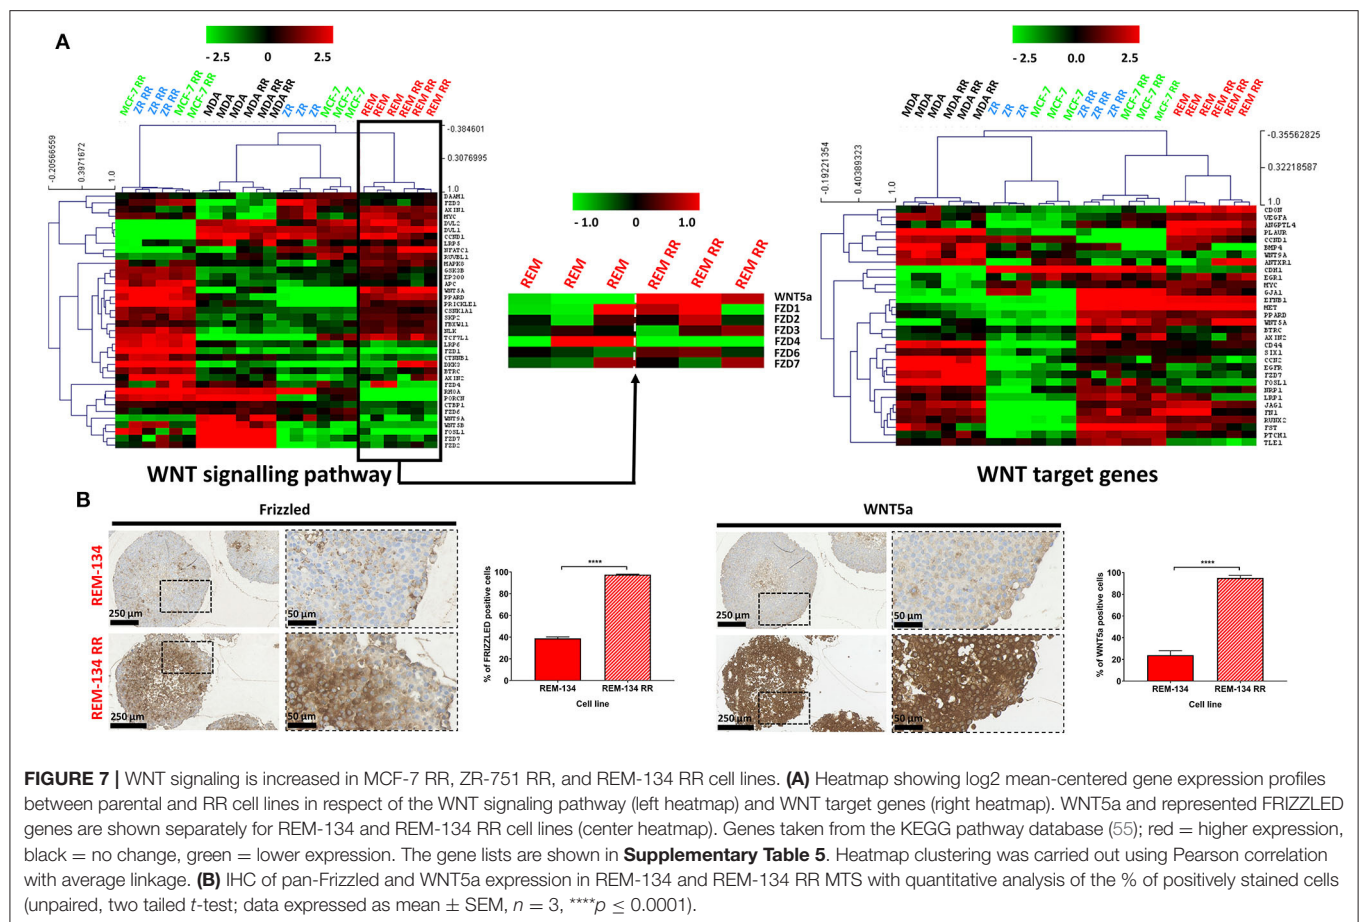 A
- 2.5 0 2.5
MCF-7 RR
ZR RR
ZR RR
ZR RR
MCF-7 RR
MCF-7 RR
MDA
MDA
MDA
MDA RR
MDA RR
MDA RR
ZR
ZR
ZR
MCF-7
MCF-7
MCF-7
REM
REM
REM
REM RR
REM RR
REM RR
-0.384601
0.3076995
1.0
-0.20566559
0.3971672
1.0
DAAM1
FZD3
AXIN1
MYC
DVL2
DVL1
CCND1
LRP5
NFATC1
RUVBL1
MAPK8
GSK3B
EP300
APC
WNT5A
PPARD
PRICKLE1
CSNK1A1
SKP2
FBXW11
NLK
TCF7L1
LRP6
FZD1
CTNNB1
DKK3
BTRC
AXIN2
FZD4
RHOA
PORCN
CTBP1
FZD6
WNT9A
WNT5B
FOSL1
FZD7
FZD2
WNT signalling pathway
- 1.0 0 1.0
REM
REM
REM
REM RR
REM RR
REM RR
WNT5a
FZD1
FZD2
FZD3
FZD4
FZD6
FZD7
- 2.5 0.0 2.5
MDA
MDA
MDA
MDA RR
MDA RR
MDA RR
ZR
ZR
ZR
MCF-7
MCF-7
MCF-7
ZR RR
ZR RR
ZR RR
MCF-7 RR
MCF-7 RR
MCF-7 RR
REM
REM
REM
REM RR
REM RR
REM RR
-0.35562825
0.32218587
1.0
-0.19221354
0.40389323
1.0
CDON
VEGFA
ANGPTL4
PLAUR
CCND1
BMP4
WNT9A
ANTXR1
CDH1
EGR1
MYC
GJA1
EFNB1
MET
PPARD
WNT5A
BTRC
AXIN2
CD44
SIX1
CCN2
EGFR
FZD7
FOSL1
NRP1
LRP1
JAG1
FN1
RUNX2
FST
PTCH1
TLE1
WNT target genes
B
Frizzled
REM-134
250 μm
50 μm
REM-134 RR
250 μm
50 μm
% of FRIZZLED positive cells
100
80
60
40
20
0
****
REM-134 REM-134 RR
Cell line
WNT5a
250 μm
50 μm
250 μm
50 μm
% of WNT5a positive cells
100
80
60
40
20
0
****
REM-134 REM-134 RR
Cell line
FIGURE 7 | WNT signaling is increased in MCF-7 RR, ZR-751 RR, and REM-134 RR cell lines. (A) Heatmap showing log2 mean-centered gene expression profiles
between parental and RR cell lines in respect of the WNT signaling pathway (left heatmap) and WNT target genes (right heatmap). WNT5a and represented FRIZZLED
genes are shown separately for REM-134 and REM-134 RR cell lines (center heatmap). Genes taken from the KEGG pathway database (55); red = higher expression,
black = no change, green = lower expression. The gene lists are shown in Supplementary Table 5. Heatmap clustering was carried out using Pearson correlation
with average linkage. (B) IHC of pan-Frizzled and WNT5a expression in REM-134 and REM-134 RR MTS with quantitative analysis of the % of positively stained cells
(unpaired, two tailed t-test; data expressed as mean ± SEM, n = 3, ****p ≤ 0.0001).